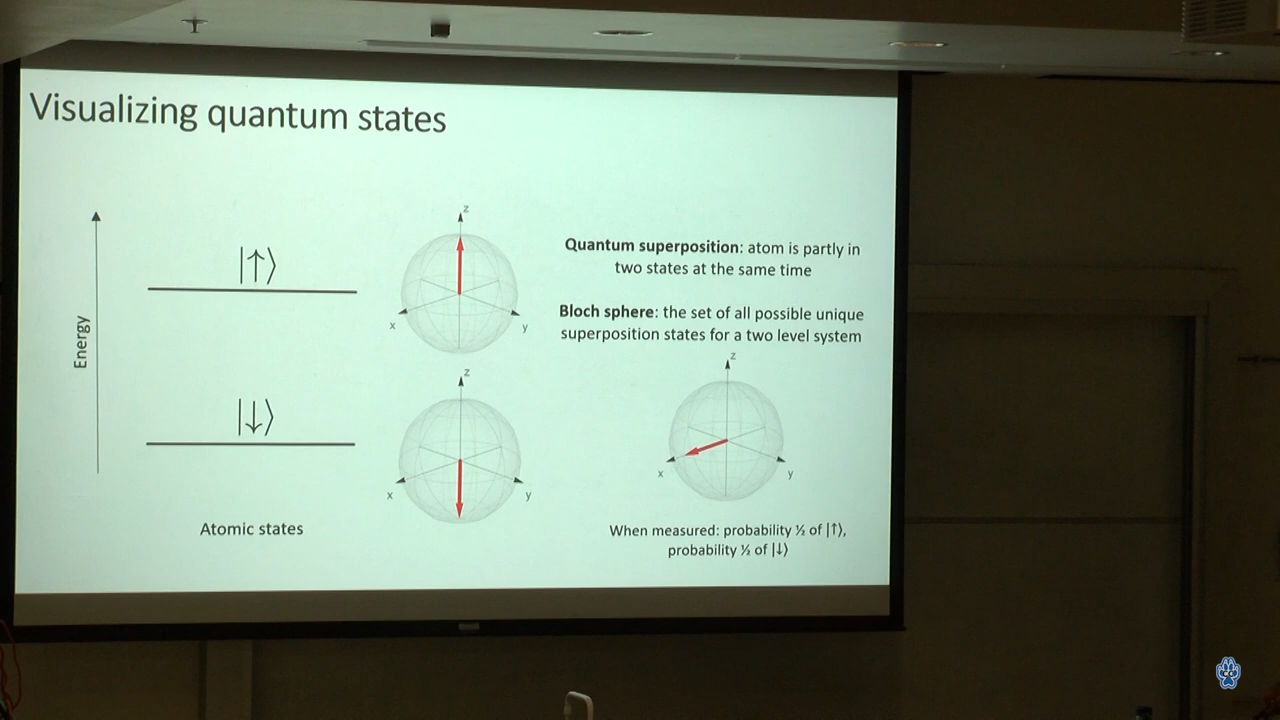 Visualizing quantum states
Energy
|↑⟩
|↓⟩
Atomic states
z
x
y
z
x
y
Quantum superposition: atom is partly in
two states at the same time
Bloch sphere: the set of all possible unique
superposition states for a two level system
z
x
y
When measured: probability ½ of |↑⟩,
probability ½ of |↓⟩